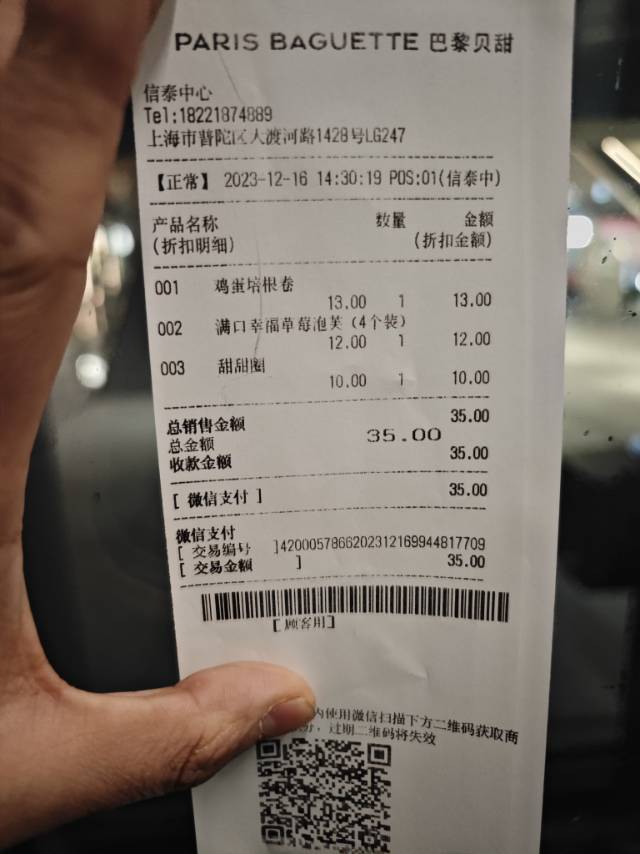 PARIS BAGUETTE 巴黎贝甜
信泰中心
Tel:18221874889
上海市普陀区大渡河路1428号LG247
【正常】 2023-12-16 14:30:19 POS:01(信泰中)
产品名称 数量 金额
(折扣明细) (折扣金额)
001 鸡蛋培根卷
13.00 1 13.00
002 满口幸福草莓泡芙(4个装)
12.00 1 12.00
003 甜甜圈
10.00 1 10.00
总销售金额 35.00
总金额 35.00
收款金额 35.00
[ 微信支付 ] 35.00
微信支付
[ 交易编号 ]4200057866202312169944817709
[ 交易金额 ] 35.00
[顾客用]
内使用微信扫描下方二维码获取商
分，过期二维码将失效